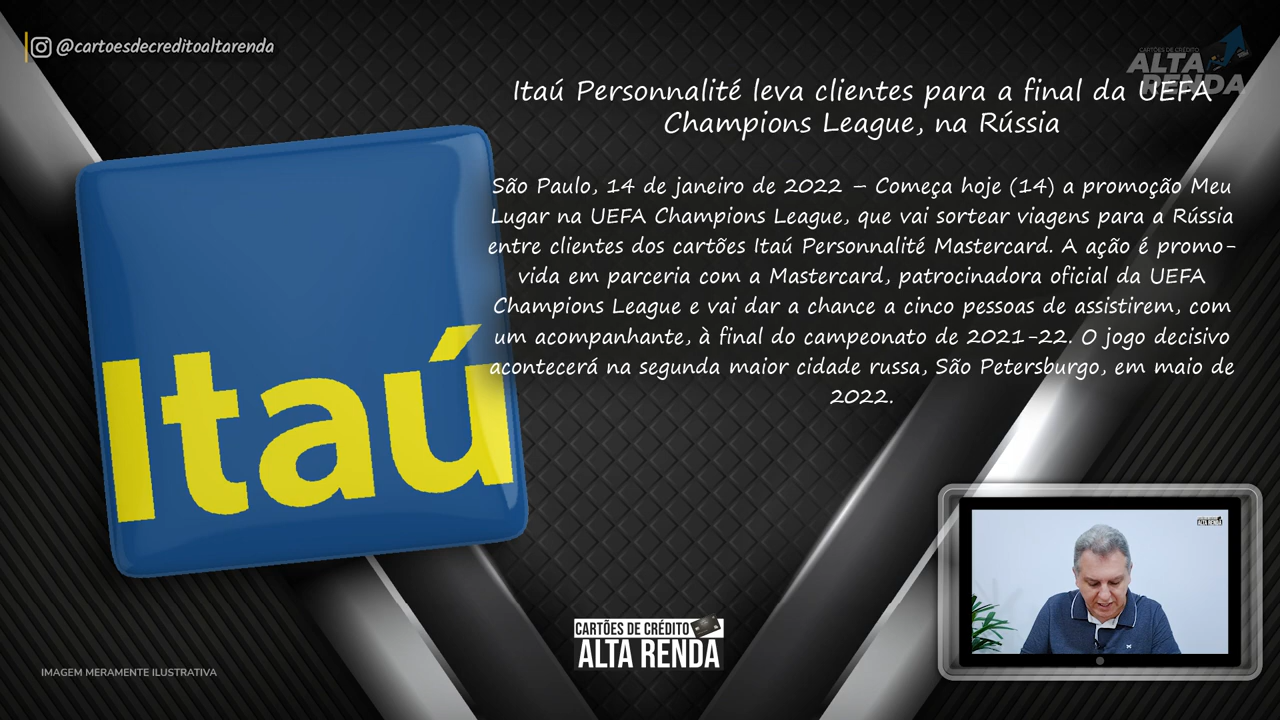 @cartoesdecreditoaltarenda
CARTÕES DE CRÉDITO
ALTA
RENDA
Itaú Personnalité leva clientes para a final da UEFA
Champions League, na Rússia
São Paulo, 14 de janeiro de 2022 – Começa hoje (14) a promoção Meu
Lugar na UEFA Champions League, que vai sortear viagens para a Rússia
entre clientes dos cartões Itaú Personnalité Mastercard. A ação é promo-
vida em parceria com a Mastercard, patrocinadora oficial da UEFA
Champions League e vai dar a chance a cinco pessoas de assistirem, com
um acompanhante, à final do campeonato de 2021-22. O jogo decisivo
acontecerá na segunda maior cidade russa, São Petersburgo, em maio de
2022.
Itaú
CARTÕES DE CRÉDITO
ALTA RENDA
IMAGEM MERAMENTE ILUSTRATIVA
ALTA RENDA